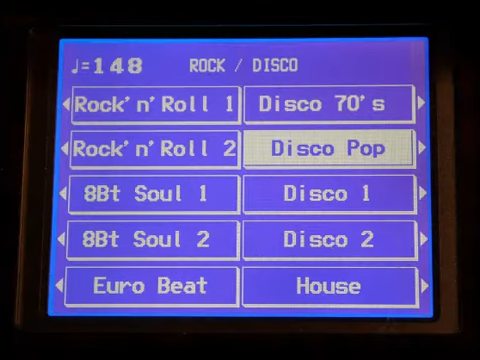 ♩=148 ROCK / DISCO
Rock'n'Roll 1 Disco 70's
Rock'n'Roll 2 Disco Pop
8Bt Soul 1 Disco 1
8Bt Soul 2 Disco 2
Euro Beat House